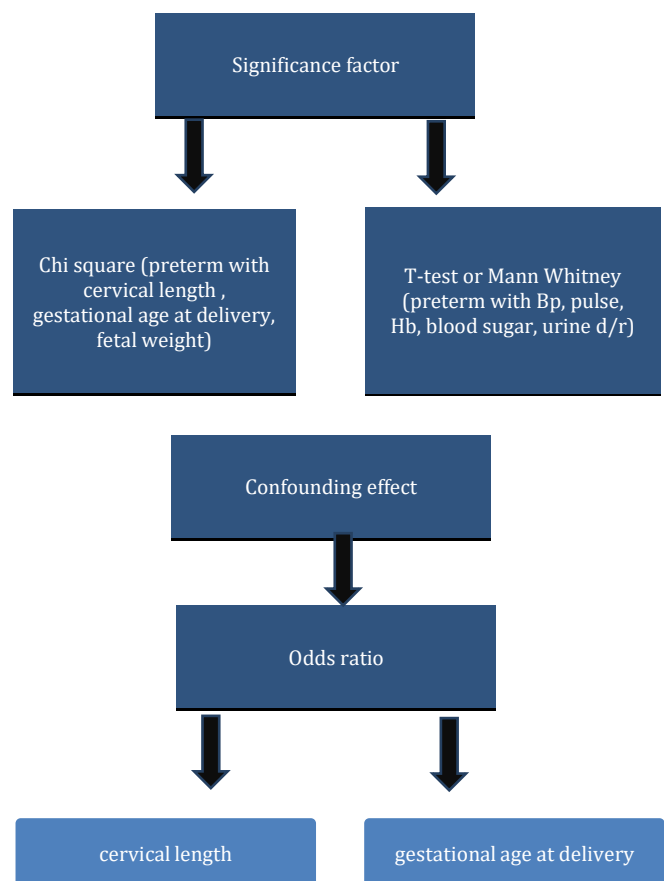 Significance factor
Chi square (preterm with
cervical length ,
gestational age at delivery,
fetal weight)
T-test or Mann Whitney
(preterm with Bp, pulse,
Hb, blood sugar, urine d/r)
Confounding effect
Odds ratio
cervical length
gestational age at delivery